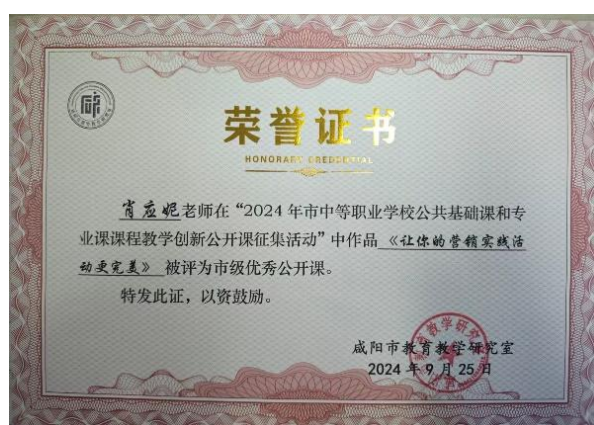 荣誉证书
HONORARY CREDENTIAL
肖应妮老师在“2024年市中等职业学校公共基础课和专
业课课程教学创新公开课征集活动”中作品《让你的营销实践活
动更完美》被评为市级优秀公开课。
特发此证，以资鼓励。
咸阳市教育教学研究室
2024年9月25日